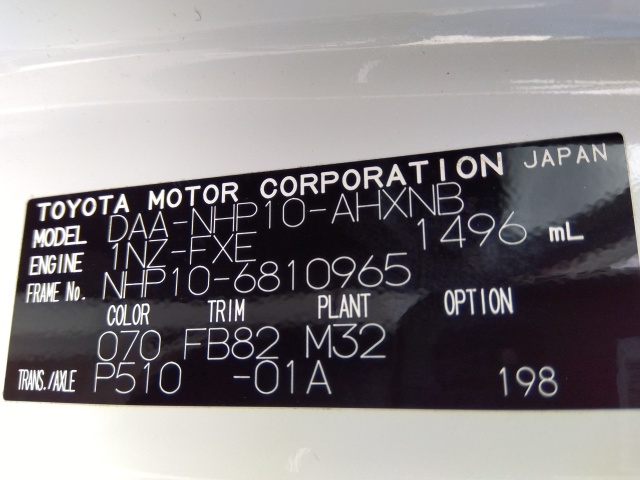 TOYOTA MOTOR CORPORATION JAPAN
MODEL DAA-NHP10-AHXNB
ENGINE 1NZ-FXE 1496 mL
FRAME No. NHP10-6810965
COLOR TRIM PLANT OPTION
070 FB82 M32
TRANS./AXLE P510 -01A 198